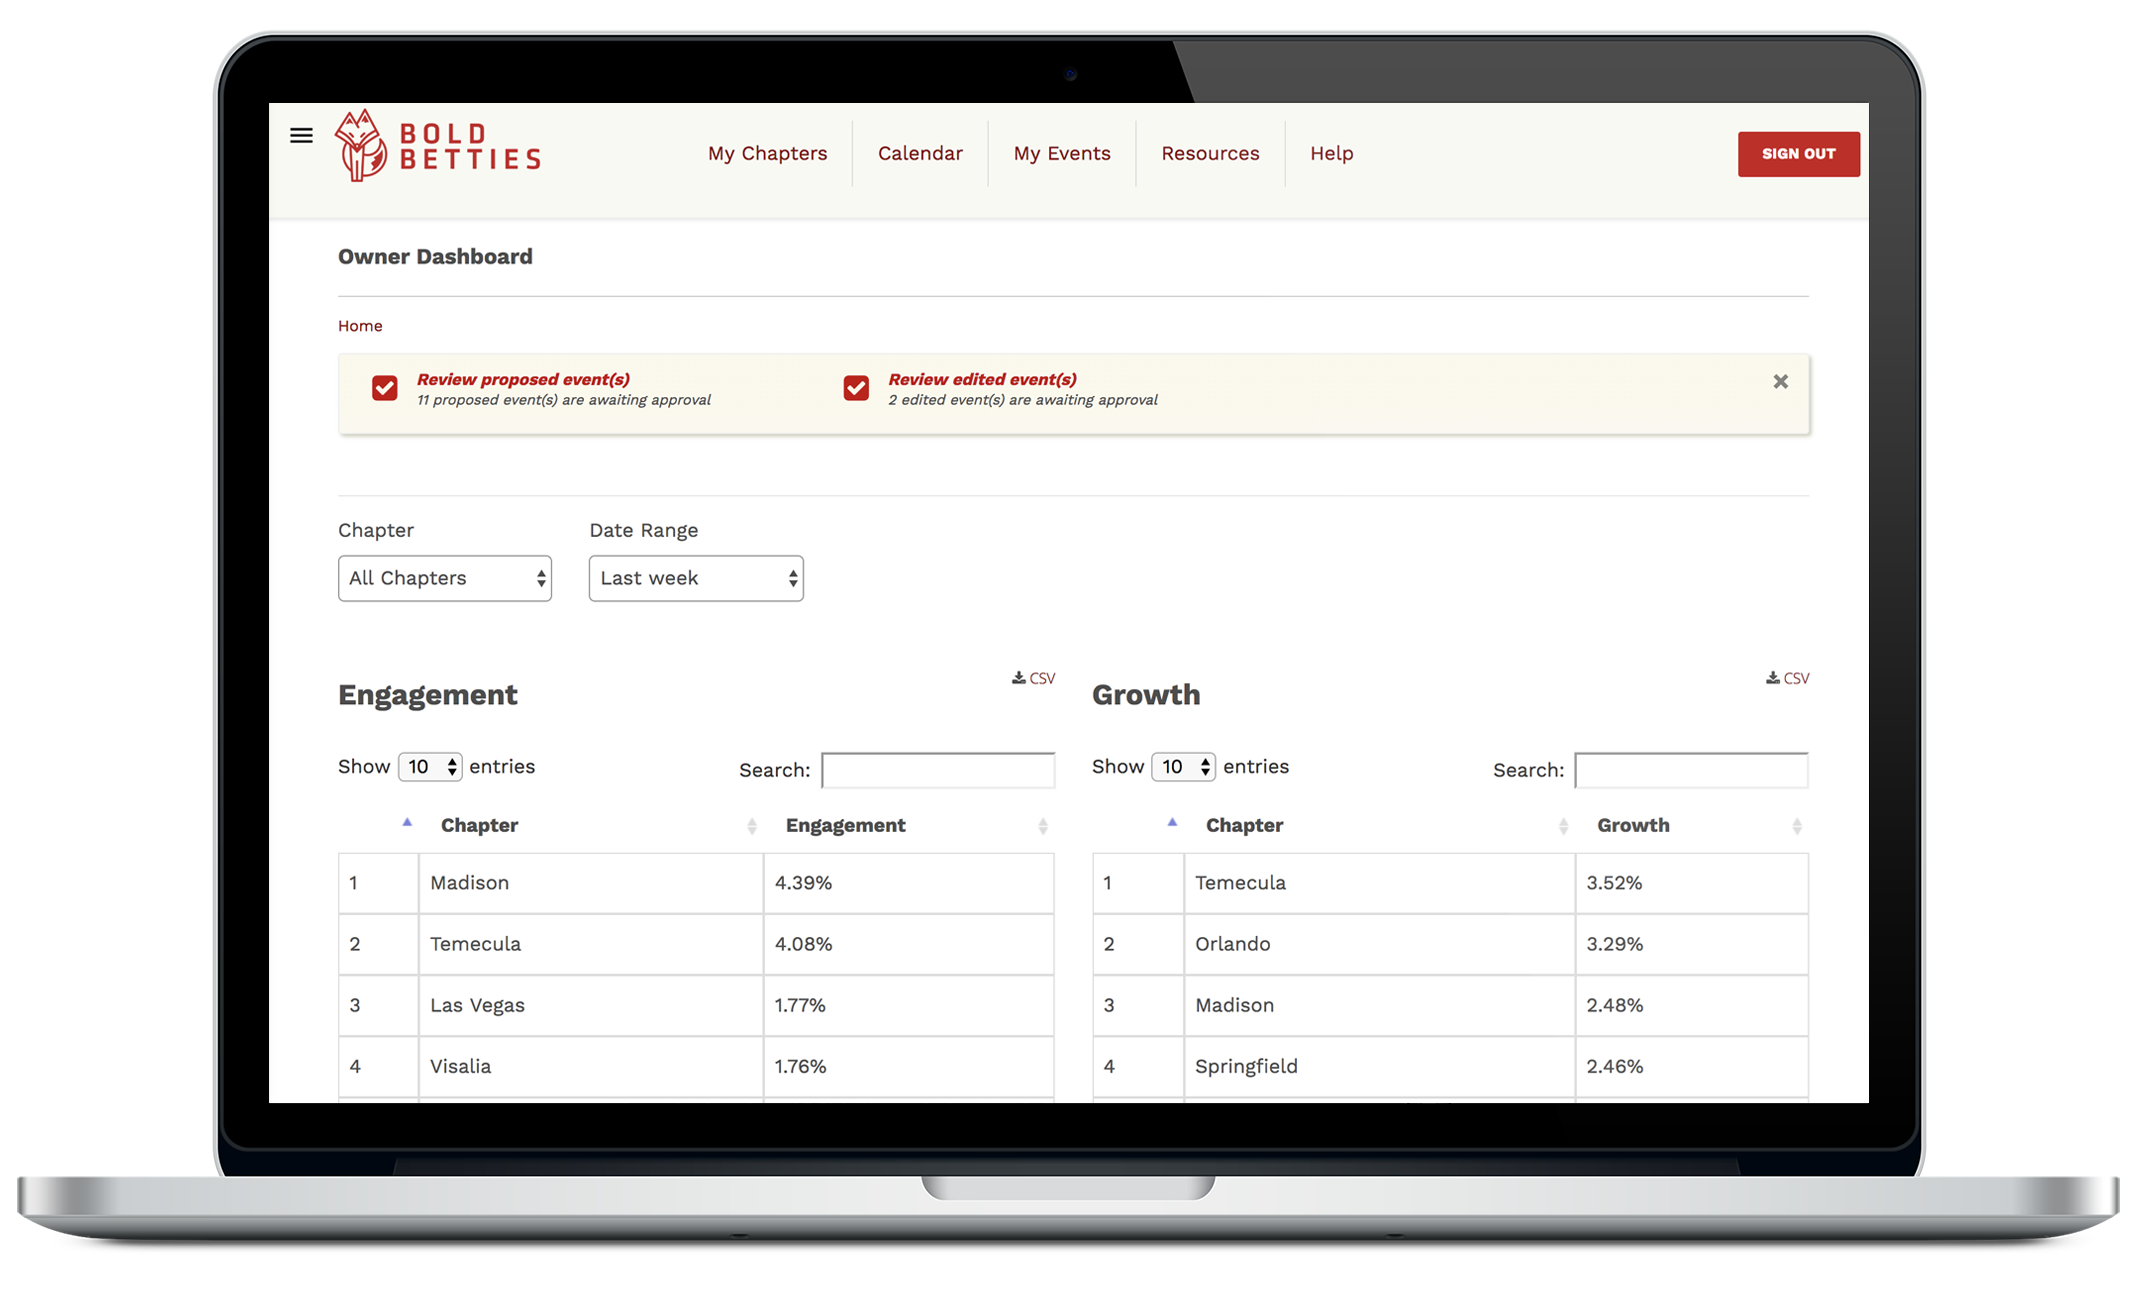 BOLD
BETTIES
My Chapters
Calendar
My Events
Resources
Help
SIGN OUT
Owner Dashboard
Home
Review proposed event(s)
11 proposed event(s) are awaiting approval
Review edited event(s)
2 edited event(s) are awaiting approval
Chapter
Date Range
All Chapters
Last week
CSV
Engagement
Show 10 entries
Search:
Chapter Engagement
1 Madison 4.39%
2 Temecula 4.08%
3 Las Vegas 1.77%
4 Visalia 1.76%
CSV
Growth
Show 10 entries
Search:
Chapter Growth
1 Temecula 3.52%
2 Orlando 3.29%
3 Madison 2.48%
4 Springfield 2.46%